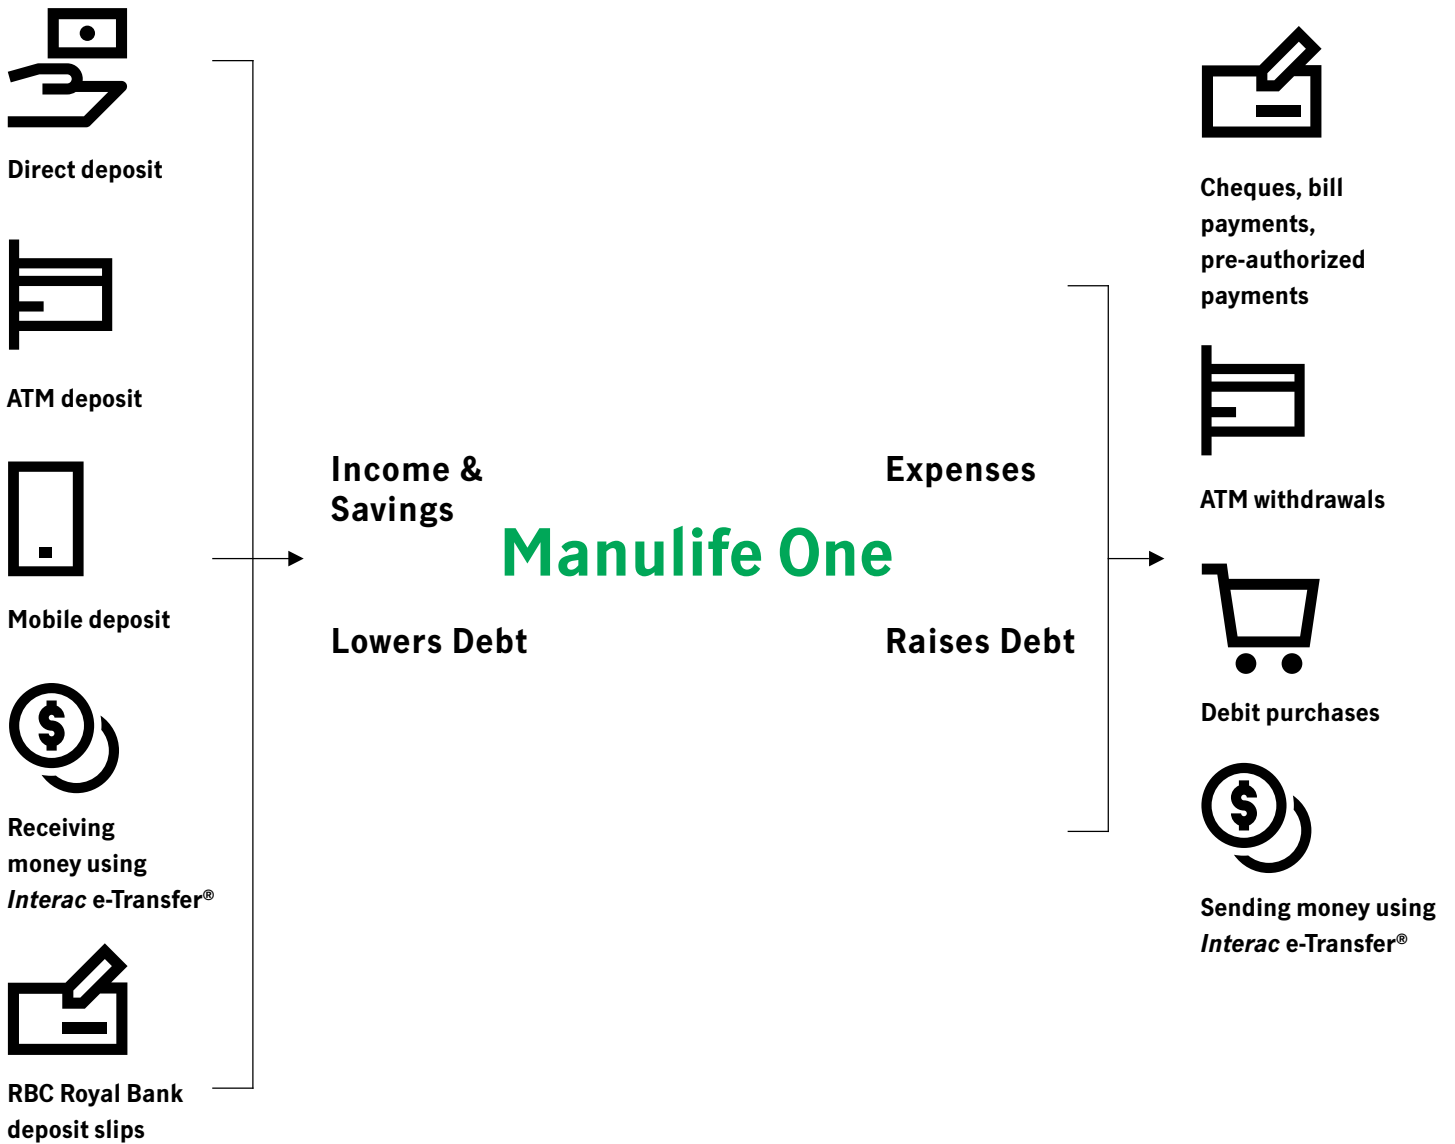 Direct deposit
ATM deposit
Mobile deposit
Receiving
money using
Interac e-Transfer®
RBC Royal Bank
deposit slips
Income &
Savings
Lowers Debt
Manulife One
Expenses
Raises Debt
Cheques, bill
payments,
pre-authorized
payments
ATM withdrawals
Debit purchases
Sending money using
Interac e-Transfer®